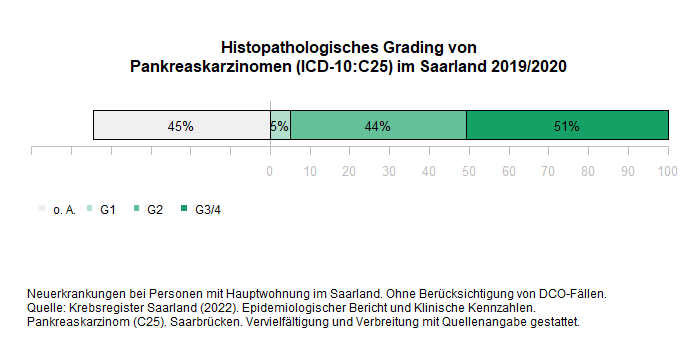 Histopathologisches Grading von
Pankreaskarzinomen (ICD-10:C25) im Saarland 2019/2020
45% 5% 44% 51%
0 10 20 30 40 50 60 70 80 90 100
o. A. G1 G2 G3/4
Neuerkrankungen bei Personen mit Hauptwohnung im Saarland. Ohne Berücksichtigung von DCO-Fällen.
Quelle: Krebsregister Saarland (2022). Epidemiologischer Bericht und Klinische Kennzahlen.
Pankreaskarzinom (C25). Saarbrücken. Vervielfältigung und Verbreitung mit Quellenangabe gestattet.